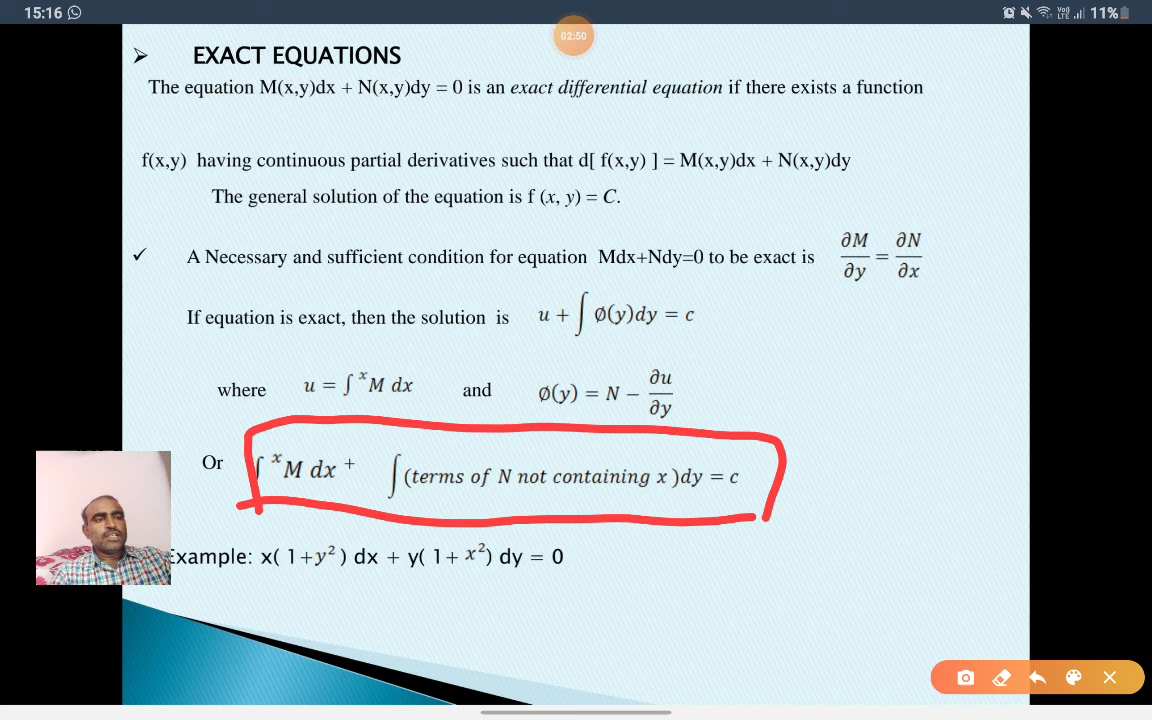 15:16 VoJ) LTE 11%
02:50
EXACT EQUATIONS
The equation M(x,y)dx + N(x,y)dy = 0 is an exact differential equation if there exists a function
f(x,y) having continuous partial derivatives such that d[ f(x,y) ] = M(x,y)dx + N(x,y)dy
The general solution of the equation is f (x, y) = C.
✓ A Necessary and sufficient condition for equation Mdx+Ndy=0 to be exact is ∂M/∂y = ∂N/∂x
If equation is exact, then the solution is u + ∫ ∅(y)dy = c
where u = ∫ˣM dx and ∅(y) = N − ∂u/∂y
Or ∫ˣM dx + ∫(terms of N not containing x )dy = c
Example: x( 1+y² ) dx + y( 1+ x²) dy = 0